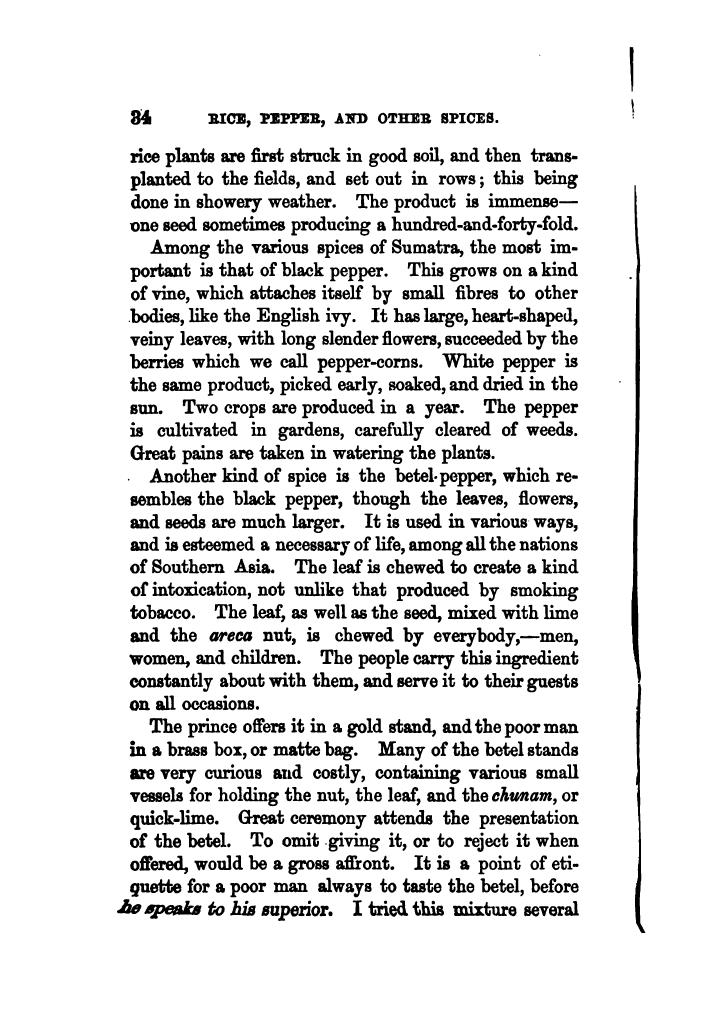 34 RICE, PEPPER, AND OTHER SPICES.
rice plants are first struck in good soil, and then trans-
planted to the fields, and set out in rows; this being
done in showery weather. The product is immense—
one seed sometimes producing a hundred-and-forty-fold.
Among the various spices of Sumatra, the most im-
portant is that of black pepper. This grows on a kind
of vine, which attaches itself by small fibres to other
bodies, like the English ivy. It has large, heart-shaped,
veiny leaves, with long slender flowers, succeeded by the
berries which we call pepper-corns. White pepper is
the same product, picked early, soaked, and dried in the
sun. Two crops are produced in a year. The pepper
is cultivated in gardens, carefully cleared of weeds.
Great pains are taken in watering the plants.
Another kind of spice is the betel-pepper, which re-
sembles the black pepper, though the leaves, flowers,
and seeds are much larger. It is used in various ways,
and is esteemed a necessary of life, among all the nations
of Southern Asia. The leaf is chewed to create a kind
of intoxication, not unlike that produced by smoking
tobacco. The leaf, as well as the seed, mixed with lime
and the areca nut, is chewed by everybody,—men,
women, and children. The people carry this ingredient
constantly about with them, and serve it to their guests
on all occasions.
The prince offers it in a gold stand, and the poor man
in a brass box, or matte bag. Many of the betel stands
are very curious and costly, containing various small
vessels for holding the nut, the leaf, and the chunam, or
quick-lime. Great ceremony attends the presentation
of the betel. To omit giving it, or to reject it when
offered, would be a gross affront. It is a point of eti-
quette for a poor man always to taste the betel, before
he speaks to his superior. I tried this mixture several